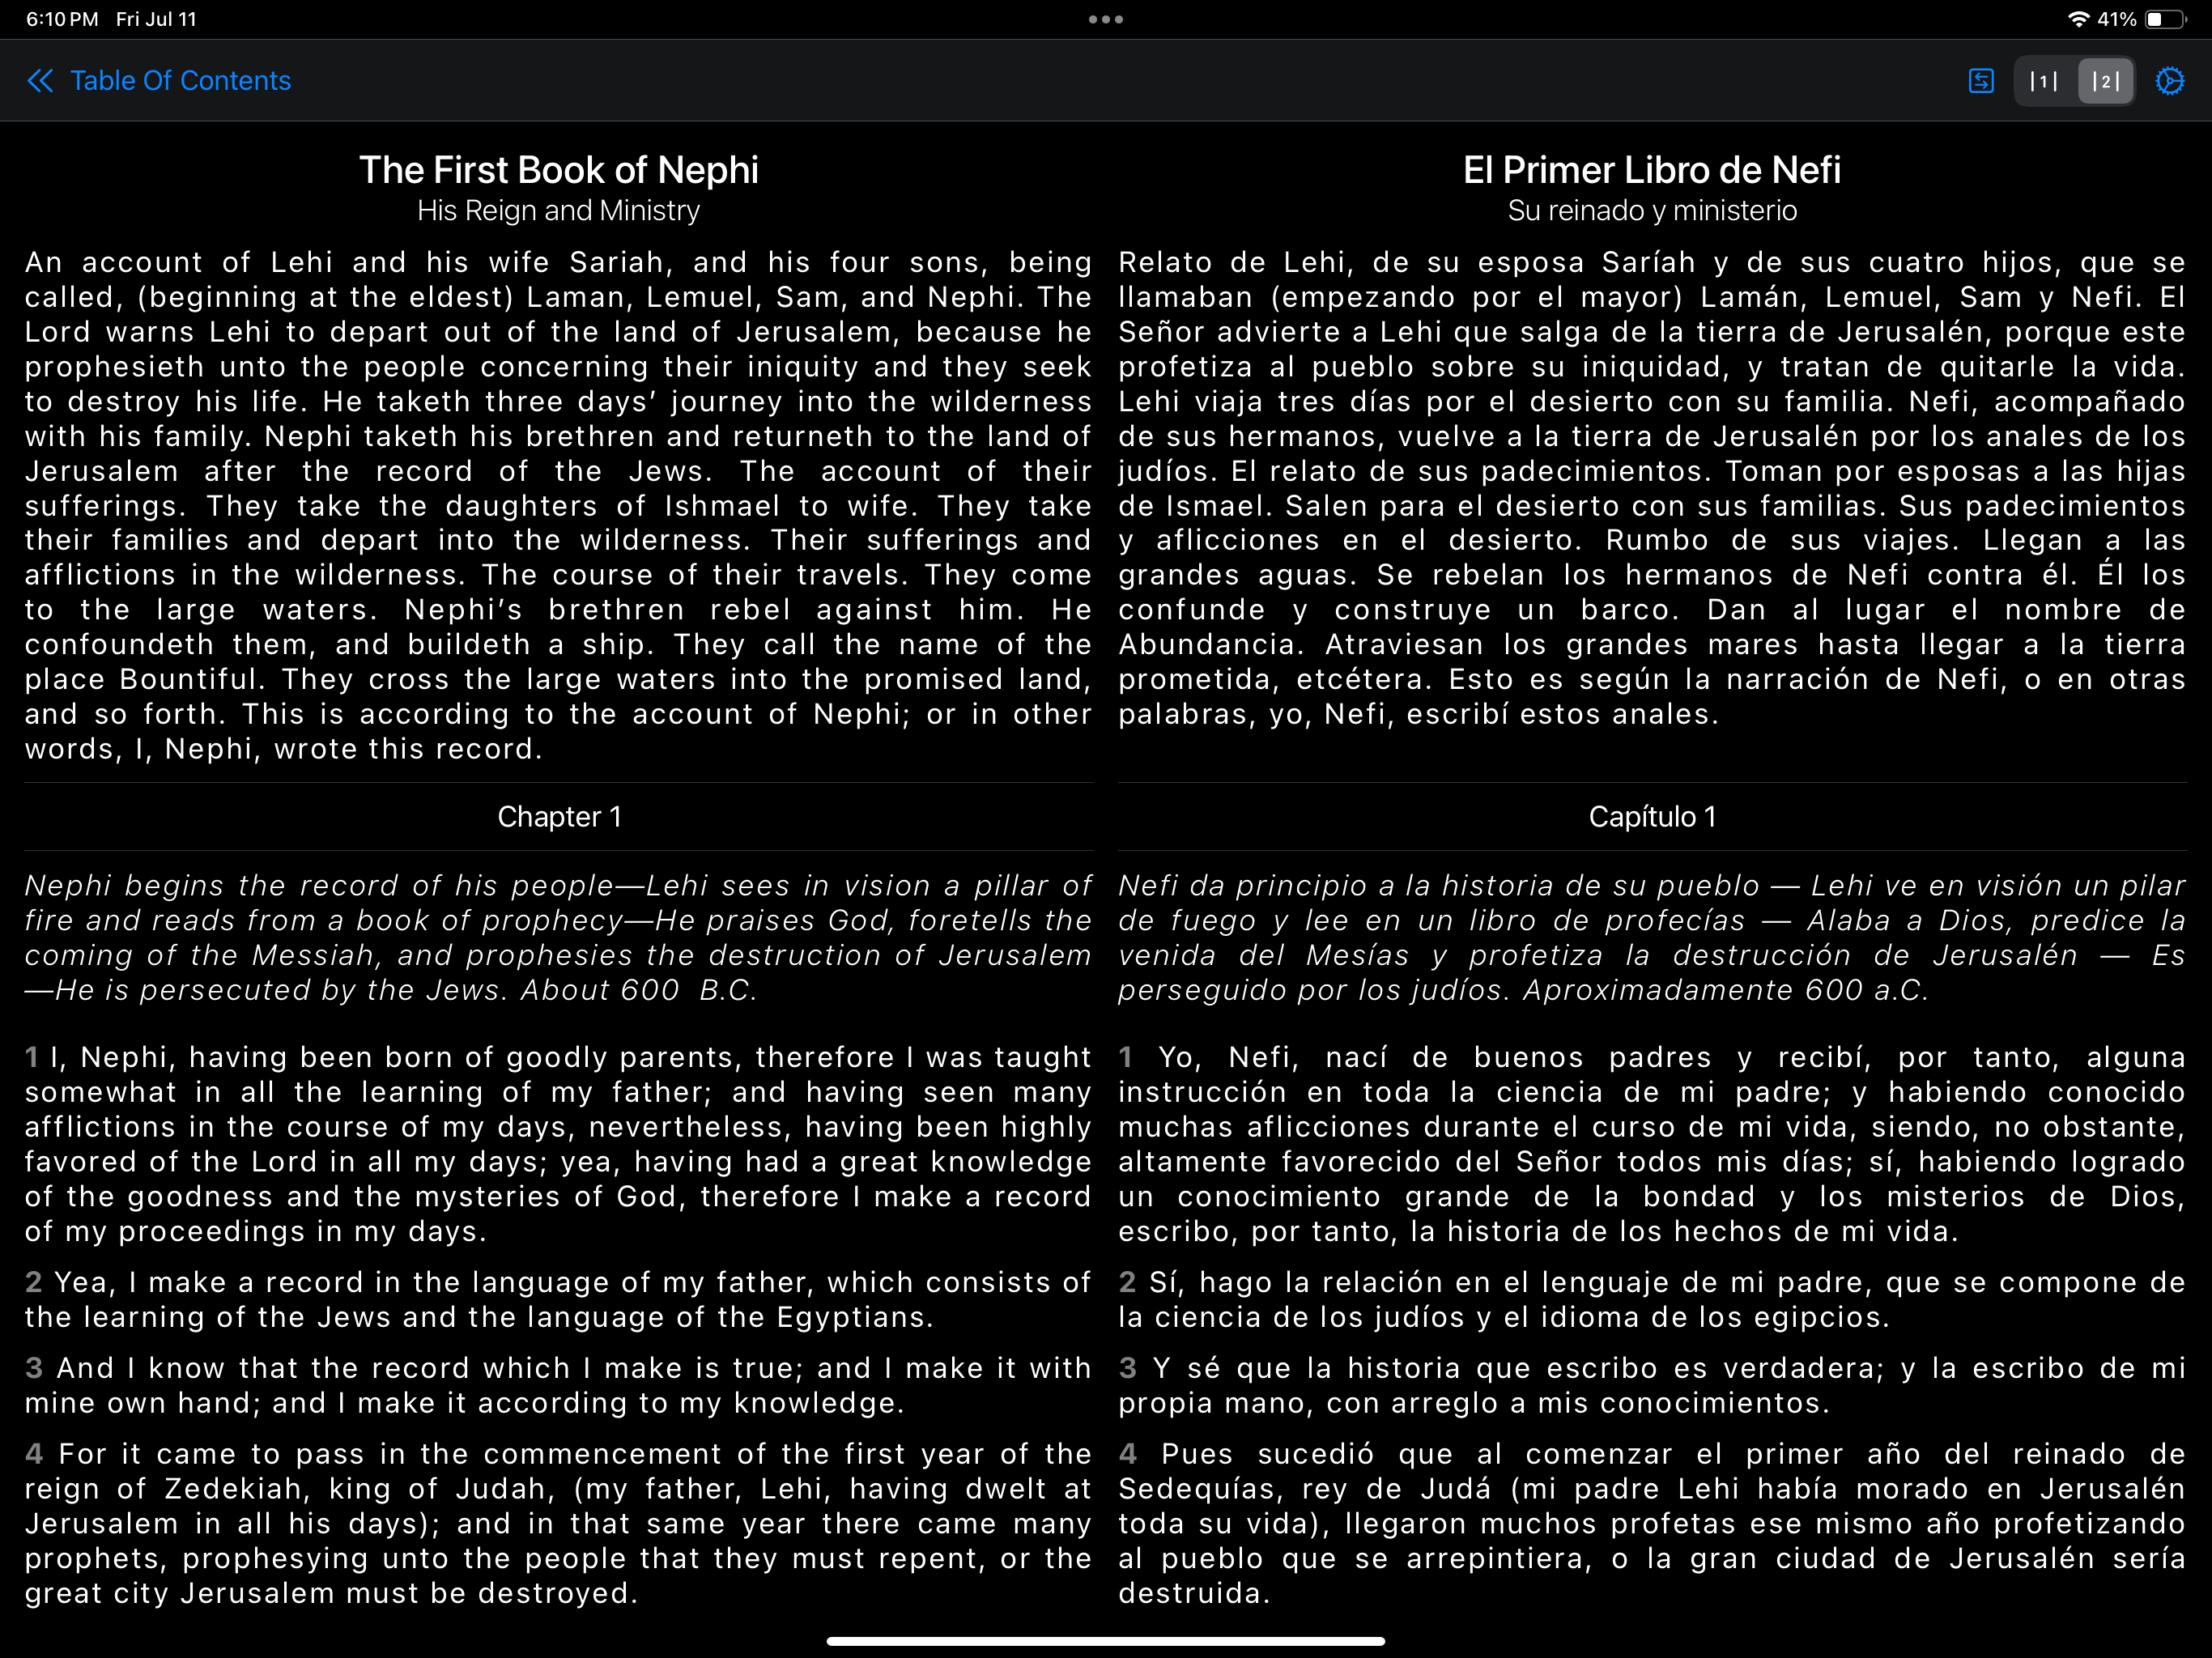 6:10 PM Fri Jul 11
41%
Table Of Contents
|1|
|2|
The First Book of Nephi
His Reign and Ministry
An account of Lehi and his wife Sariah, and his four sons, being
called, (beginning at the eldest) Laman, Lemuel, Sam, and Nephi. The
Lord warns Lehi to depart out of the land of Jerusalem, because he
prophesieth unto the people concerning their iniquity and they seek
to destroy his life. He taketh three days’ journey into the wilderness
with his family. Nephi taketh his brethren and returneth to the land of
Jerusalem after the record of the Jews. The account of their
sufferings. They take the daughters of Ishmael to wife. They take
their families and depart into the wilderness. Their sufferings and
afflictions in the wilderness. The course of their travels. They come
to the large waters. Nephi’s brethren rebel against him. He
confoundeth them, and buildeth a ship. They call the name of the
place Bountiful. They cross the large waters into the promised land,
and so forth. This is according to the account of Nephi; or in other
words, I, Nephi, wrote this record.
Chapter 1
Nephi begins the record of his people—Lehi sees in vision a pillar of
fire and reads from a book of prophecy—He praises God, foretells the
coming of the Messiah, and prophesies the destruction of Jerusalem
—He is persecuted by the Jews. About 600 B.C.
1 I, Nephi, having been born of goodly parents, therefore I was taught
somewhat in all the learning of my father; and having seen many
afflictions in the course of my days, nevertheless, having been highly
favored of the Lord in all my days; yea, having had a great knowledge
of the goodness and the mysteries of God, therefore I make a record
of my proceedings in my days.
2 Yea, I make a record in the language of my father, which consists of
the learning of the Jews and the language of the Egyptians.
3 And I know that the record which I make is true; and I make it with
mine own hand; and I make it according to my knowledge.
4 For it came to pass in the commencement of the first year of the
reign of Zedekiah, king of Judah, (my father, Lehi, having dwelt at
Jerusalem in all his days); and in that same year there came many
prophets, prophesying unto the people that they must repent, or the
great city Jerusalem must be destroyed.
El Primer Libro de Nefi
Su reinado y ministerio
Relato de Lehi, de su esposa Saríah y de sus cuatro hijos, que se
llamaban (empezando por el mayor) Lamán, Lemuel, Sam y Nefi. El
Señor advierte a Lehi que salga de la tierra de Jerusalén, porque este
profetiza al pueblo sobre su iniquidad, y tratan de quitarle la vida.
Lehi viaja tres días por el desierto con su familia. Nefi, acompañado
de sus hermanos, vuelve a la tierra de Jerusalén por los anales de los
judíos. El relato de sus padecimientos. Toman por esposas a las hijas
de Ismael. Salen para el desierto con sus familias. Sus padecimientos
y aflicciones en el desierto. Rumbo de sus viajes. Llegan a las
grandes aguas. Se rebelan los hermanos de Nefi contra él. Él los
confunde y construye un barco. Dan al lugar el nombre de
Abundancia. Atraviesan los grandes mares hasta llegar a la tierra
prometida, etcétera. Esto es según la narración de Nefi, o en otras
palabras, yo, Nefi, escribí estos anales.
Capítulo 1
Nefi da principio a la historia de su pueblo — Lehi ve en visión un pilar
de fuego y lee en un libro de profecías — Alaba a Dios, predice la
venida del Mesías y profetiza la destrucción de Jerusalén — Es
perseguido por los judíos. Aproximadamente 600 a.C.
1 Yo, Nefi, nací de buenos padres y recibí, por tanto, alguna
instrucción en toda la ciencia de mi padre; y habiendo conocido
muchas aflicciones durante el curso de mi vida, siendo, no obstante,
altamente favorecido del Señor todos mis días; sí, habiendo logrado
un conocimiento grande de la bondad y los misterios de Dios,
escribo, por tanto, la historia de los hechos de mi vida.
2 Sí, hago la relación en el lenguaje de mi padre, que se compone de
la ciencia de los judíos y el idioma de los egipcios.
3 Y sé que la historia que escribo es verdadera; y la escribo de mi
propia mano, con arreglo a mis conocimientos.
4 Pues sucedió que al comenzar el primer año del reinado de
Sedequías, rey de Judá (mi padre Lehi había morado en Jerusalén
toda su vida), llegaron muchos profetas ese mismo año profetizando
al pueblo que se arrepintiera, o la gran ciudad de Jerusalén sería
destruida.